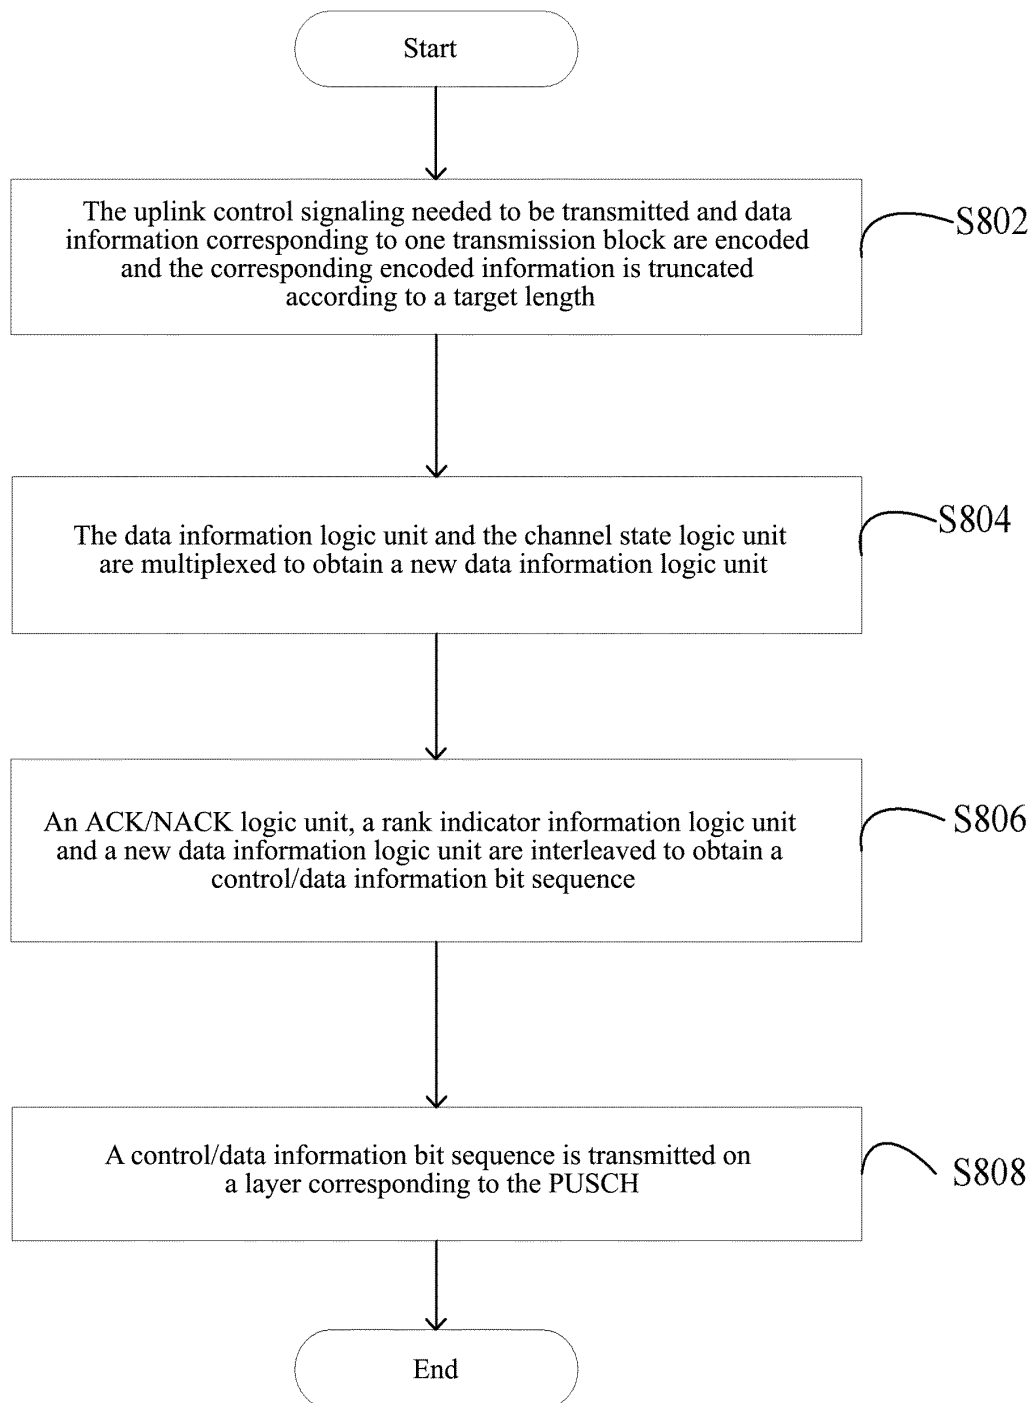 Start
The uplink control signaling needed to be transmitted and data
information corresponding to one transmission block are encoded
and the corresponding encoded information is truncated
according to a target length
S802
The data information logic unit and the channel state logic unit
are multiplexed to obtain a new data information logic unit
S804
An ACK/NACK logic unit, a rank indicator information logic unit
and a new data information logic unit are interleaved to obtain a
control/data information bit sequence
S806
A control/data information bit sequence is transmitted on
a layer corresponding to the PUSCH
S808
End